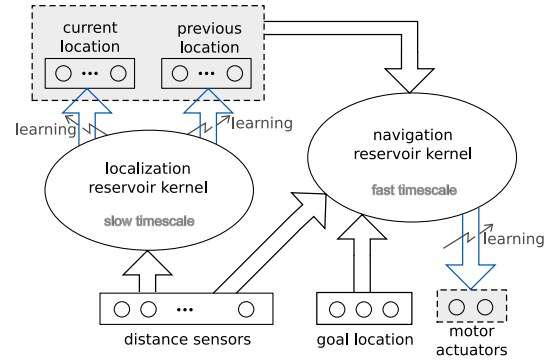 current
location
previous
location
•••
•••
learning
learning
localization
reservoir kernel
slow timescale
navigation
reservoir kernel
fast timescale
learning
•••
distance sensors
goal location
motor
actuators